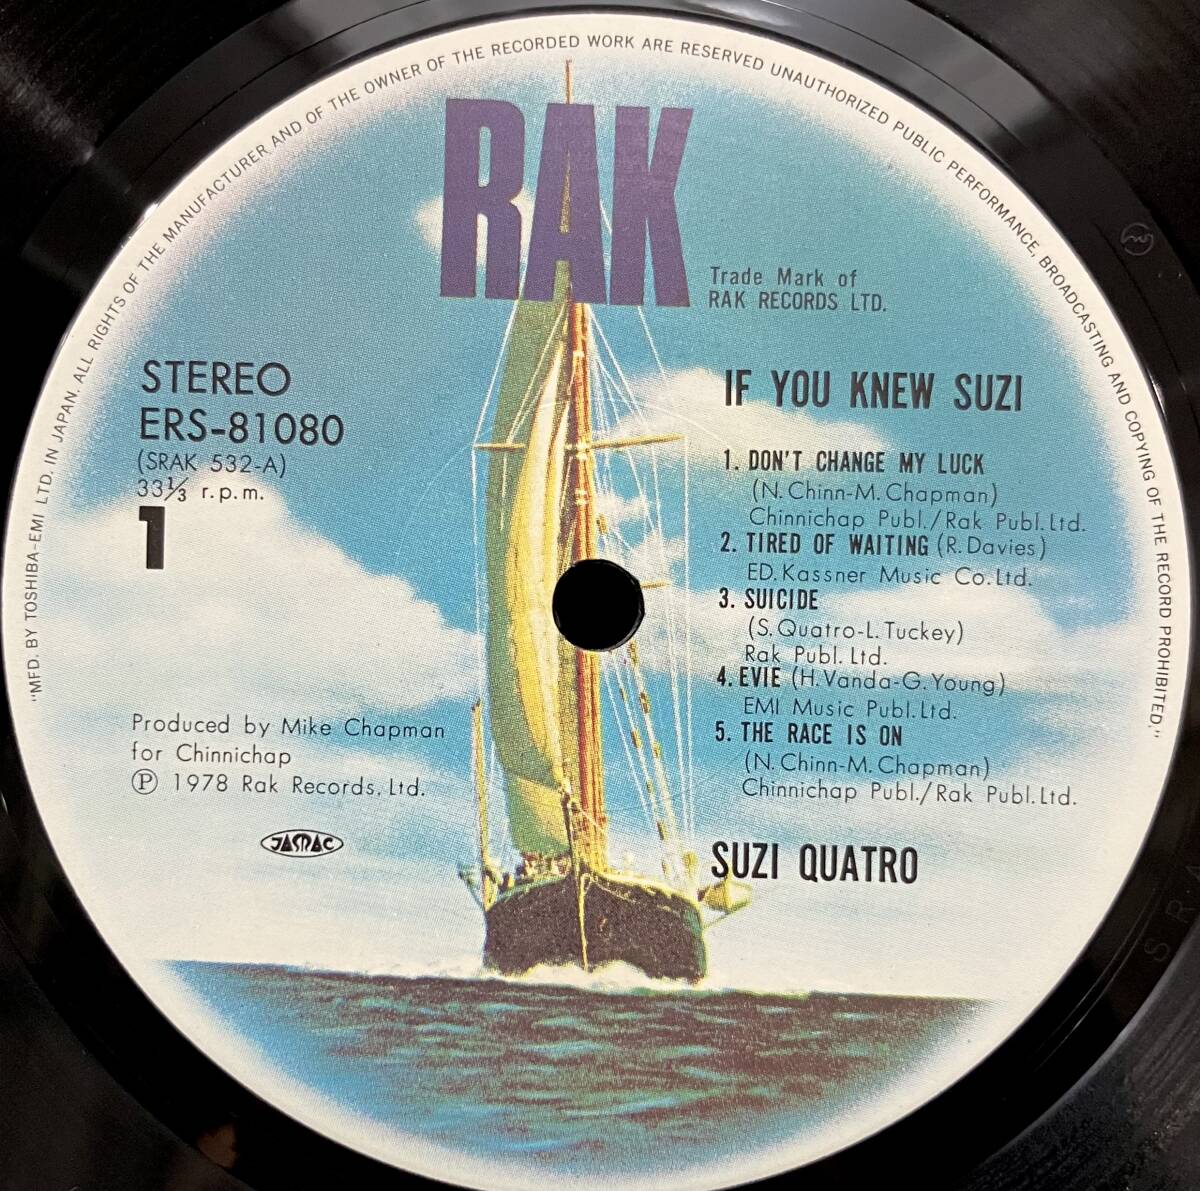 "MFD. BY TOSHIBA-EMI LTD. IN JAPAN. ALL RIGHTS OF THE MANUFACTURER AND OF THE OWNER OF THE RECORDED WORK ARE RESERVED UNAUTHORIZED PUBLIC PERFORMANCE, BROADCASTING AND COPYING OF THE RECORD PROHIBITED."
RAK
Trade Mark of
RAK RECORDS LTD.
STEREO
ERS-81080
(SRAK 532-A)
33⅓ r.p.m.
1
IF YOU KNEW SUZI
1. DON'T CHANGE MY LUCK
(N. Chinn-M. Chapman)
Chinnichap Publ./Rak Publ. Ltd.
2. TIRED OF WAITING (R. Davies)
ED. Kassner Music Co. Ltd.
3. SUICIDE
(S. Quatro-L. Tuckey)
Rak Publ. Ltd.
4. EVIE (H. Vanda-G. Young)
EMI Music Publ. Ltd.
5. THE RACE IS ON
(N. Chinn-M. Chapman)
Chinnichap Publ./Rak Publ. Ltd.
Produced by Mike Chapman
for Chinnichap
Ⓟ 1978 Rak Records, Ltd.
JASRAC
SUZI QUATRO